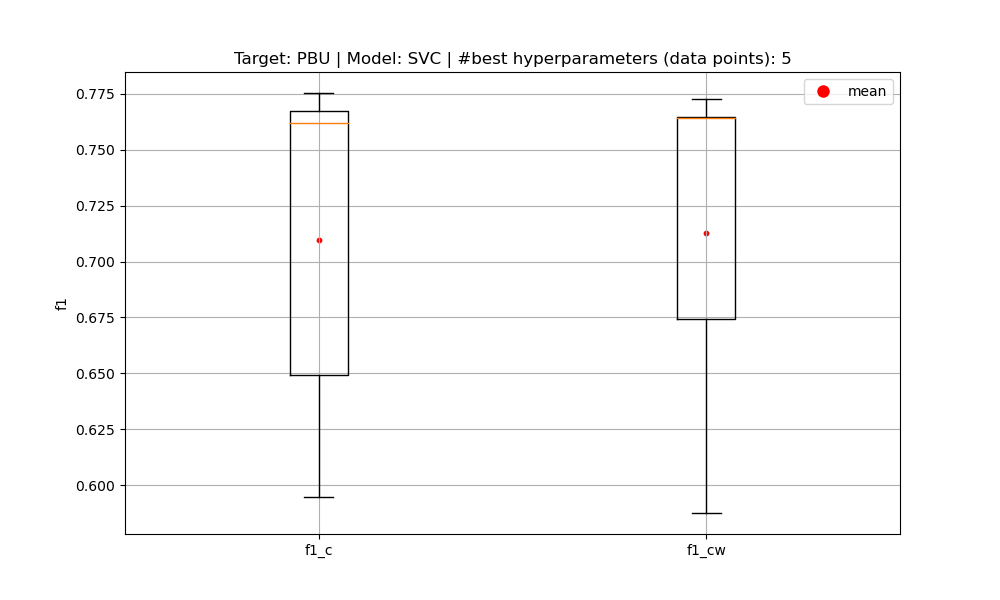 Target: PBU | Model: SVC | #best hyperparameters (data points): 5
mean
0.775
0.750
0.725
0.700
0.675
0.650
0.625
0.600
f1
f1_c
f1_cw